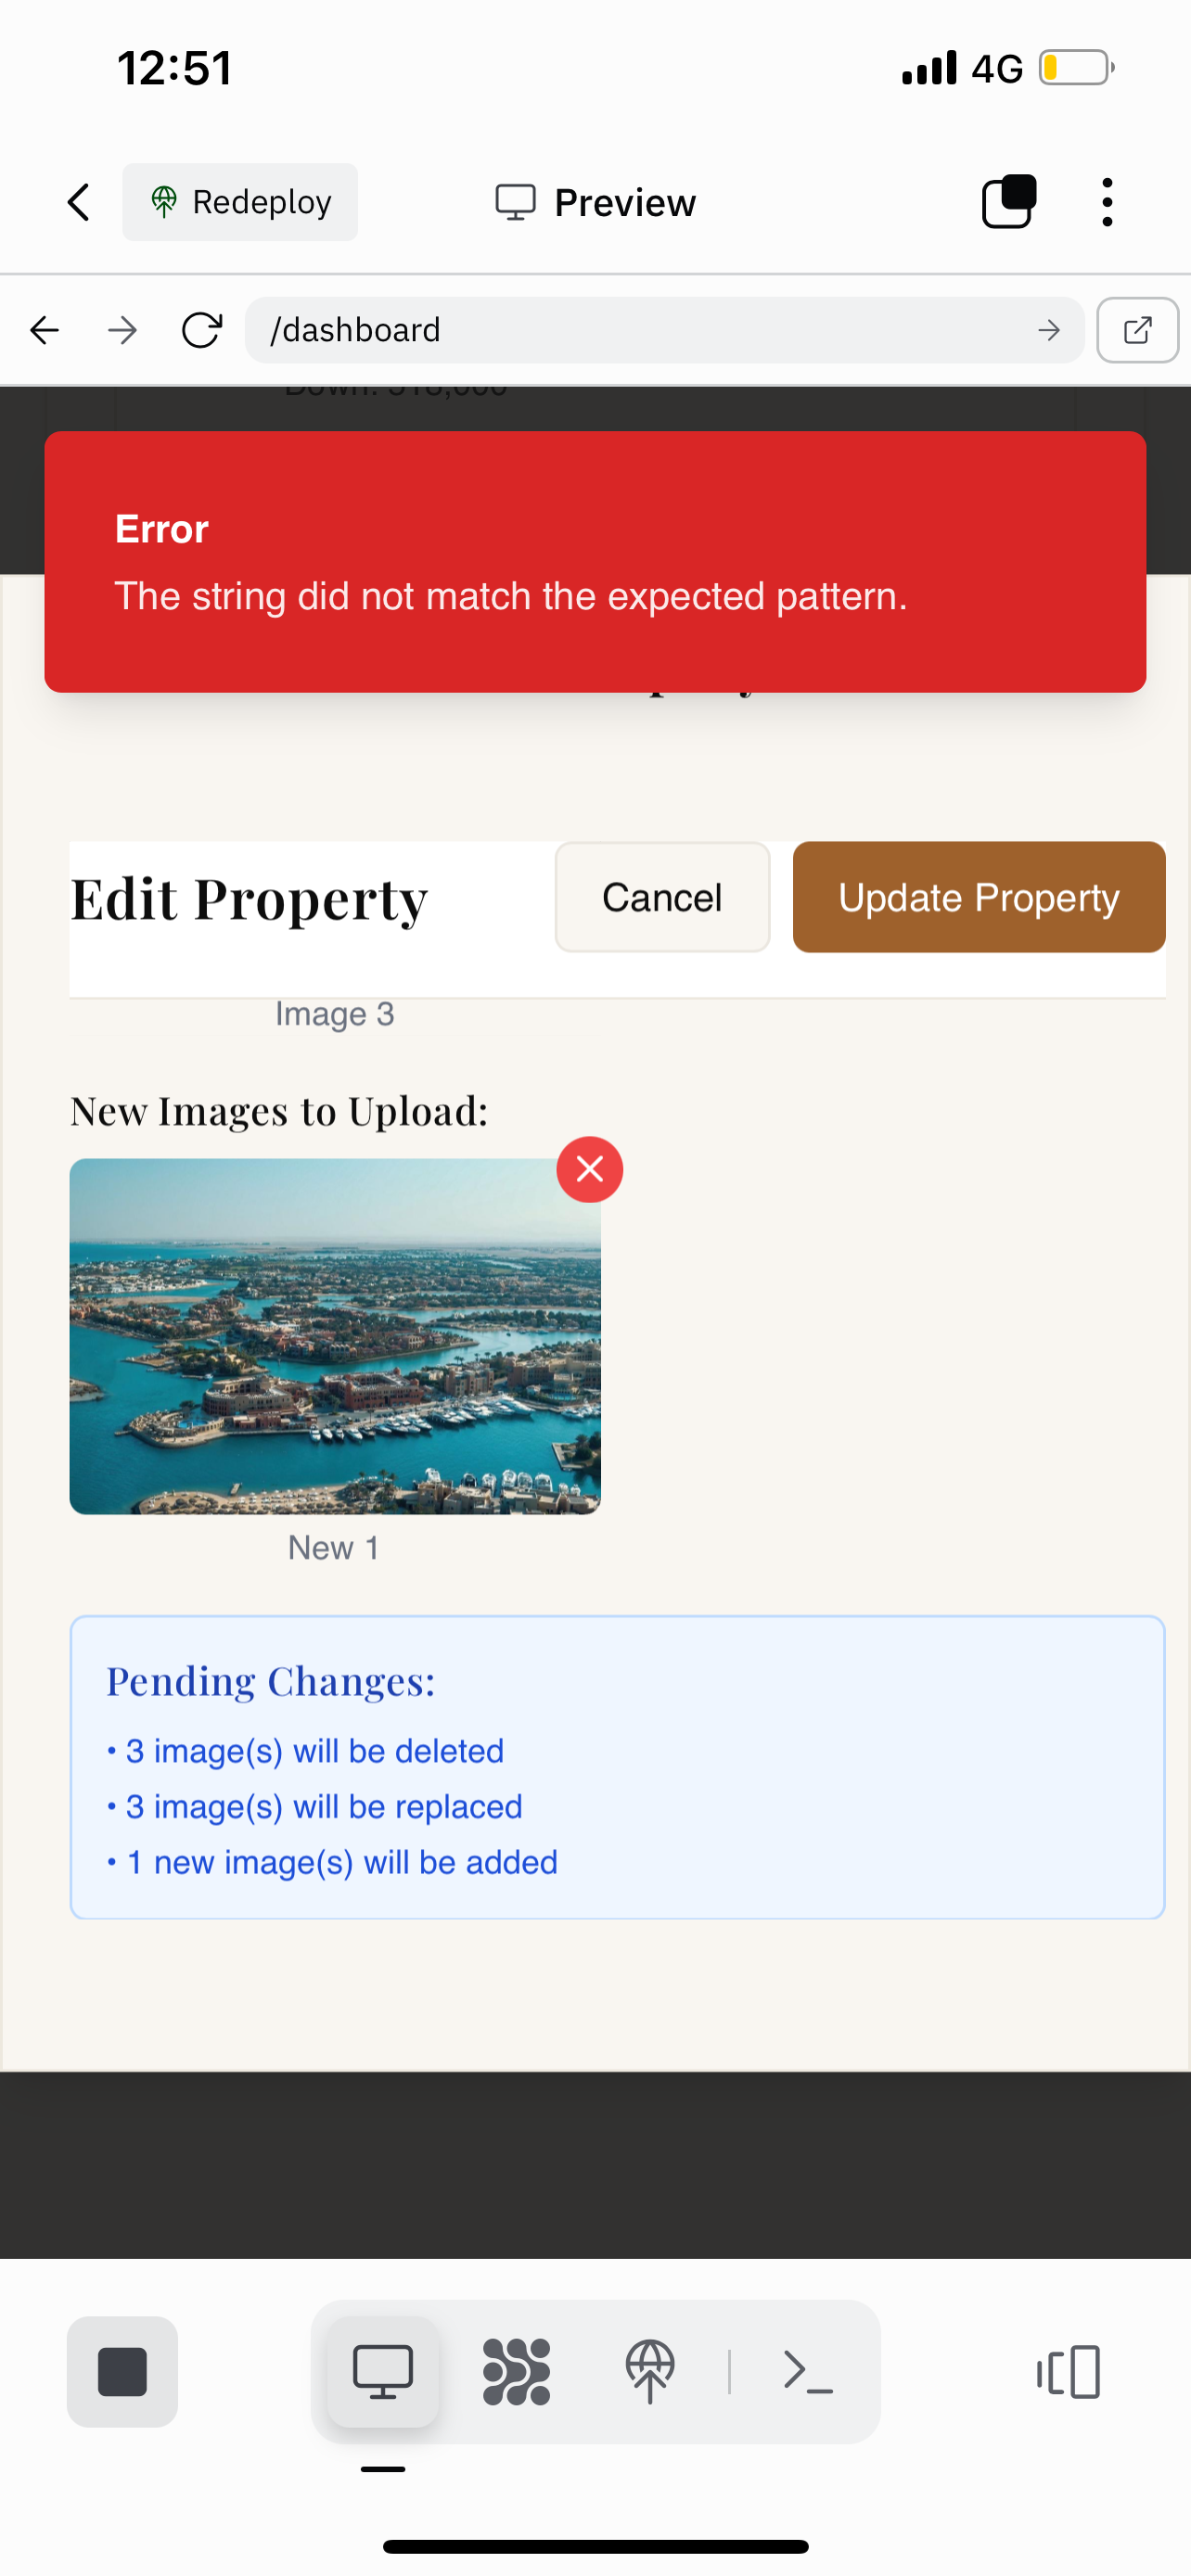 12:51
4G
Redeploy
Preview
/dashboard
Error
The string did not match the expected pattern.
Edit Property
Cancel
Update Property
Image 3
New Images to Upload:
New 1
Pending Changes:
• 3 image(s) will be deleted
• 3 image(s) will be replaced
• 1 new image(s) will be added